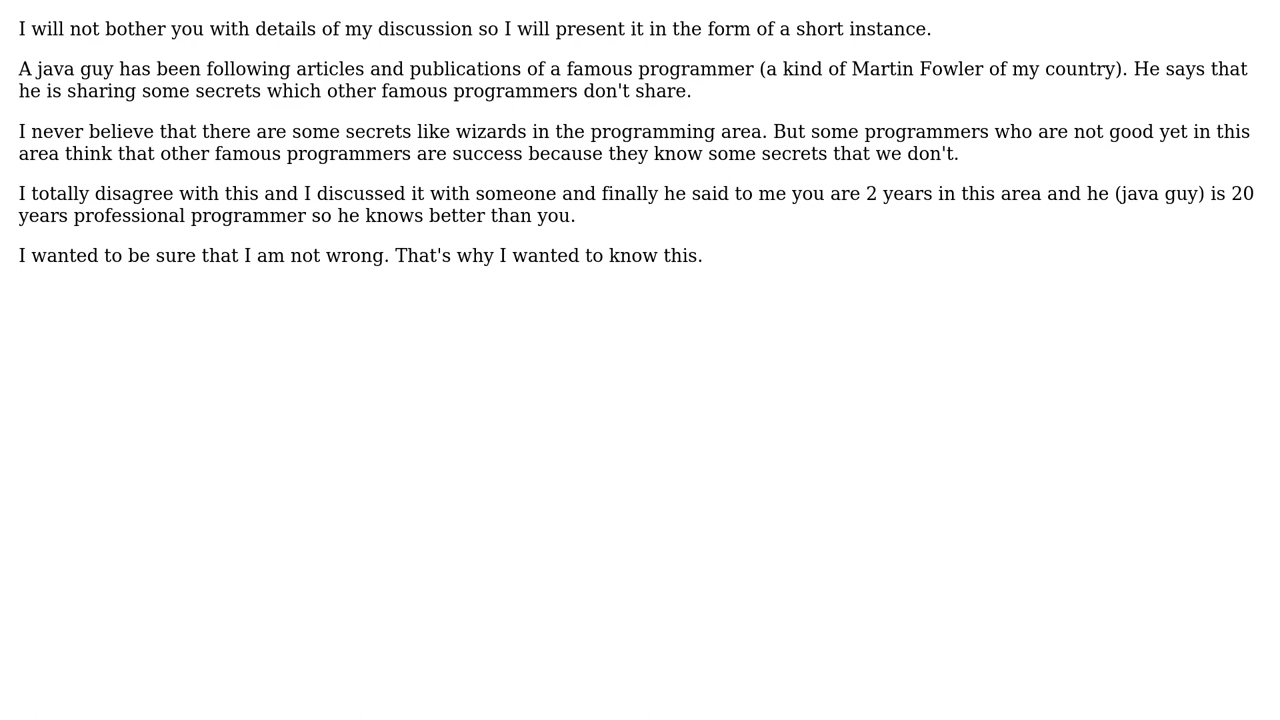 I will not bother you with details of my discussion so I will present it in the form of a short instance.
A java guy has been following articles and publications of a famous programmer (a kind of Martin Fowler of my country). He says that
he is sharing some secrets which other famous programmers don't share.
I never believe that there are some secrets like wizards in the programming area. But some programmers who are not good yet in this
area think that other famous programmers are success because they know some secrets that we don't.
I totally disagree with this and I discussed it with someone and finally he said to me you are 2 years in this area and he (java guy) is 20
years professional programmer so he knows better than you.
I wanted to be sure that I am not wrong. That's why I wanted to know this.